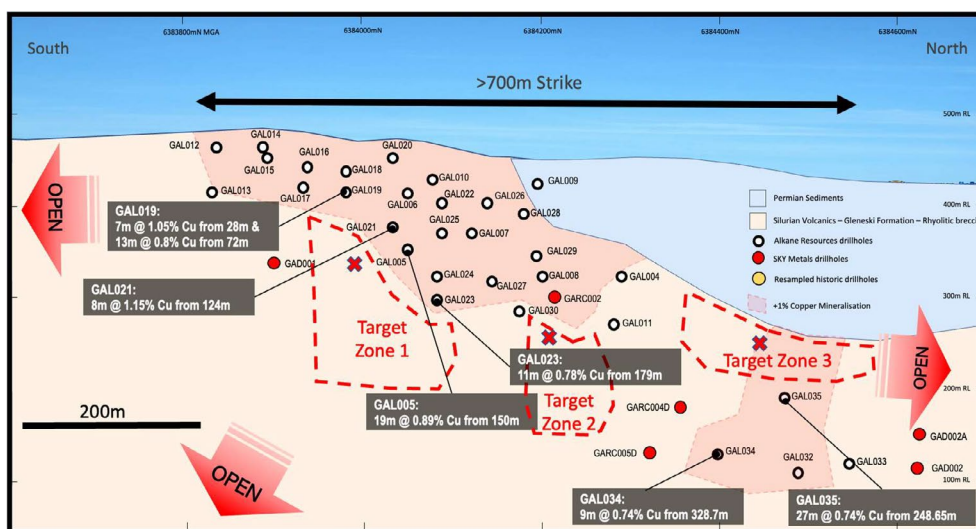 6383800mN MGA
6384000mN
6384200mN
6384400mN
6384600mN
South
North
>700m Strike
500m RL
400m RL
300m RL
200m RL
100m RL
OPEN
OPEN
OPEN
Permian Sediments
Silurian Volcanics – Gleneski Formation – Rhyolitic brecci
Alkane Resources drillholes
SKY Metals drillholes
Resampled historic drillholes
+1% Copper Mineralisation
GAL012
GAL014
GAL015
GAL016
GAL020
GAL018
GAL013
GAL017
GAL019
GAL010
GAL006
GAL022
GAL026
GAL009
GAL028
GAL021
GAL025
GAL007
GAL005
GAL029
GAD001
GAL024
GAL027
GAL008
GAL004
GAL023
GARC002
GAL030
GAL011
GAL019:
7m @ 1.05% Cu from 28m &
13m @ 0.8% Cu from 72m
GAL021:
8m @ 1.15% Cu from 124m
Target
Zone 1
GAL023:
11m @ 0.78% Cu from 179m
GAL005:
19m @ 0.89% Cu from 150m
Target
Zone 2
Target Zone 3
200m
GARC004D
GAL035
GARC005D
GAL034
GAL032
GAL033
GAD002A
GAD002
GAL034:
9m @ 0.74% Cu from 328.7m
GAL035:
27m @ 0.74% Cu from 248.65m